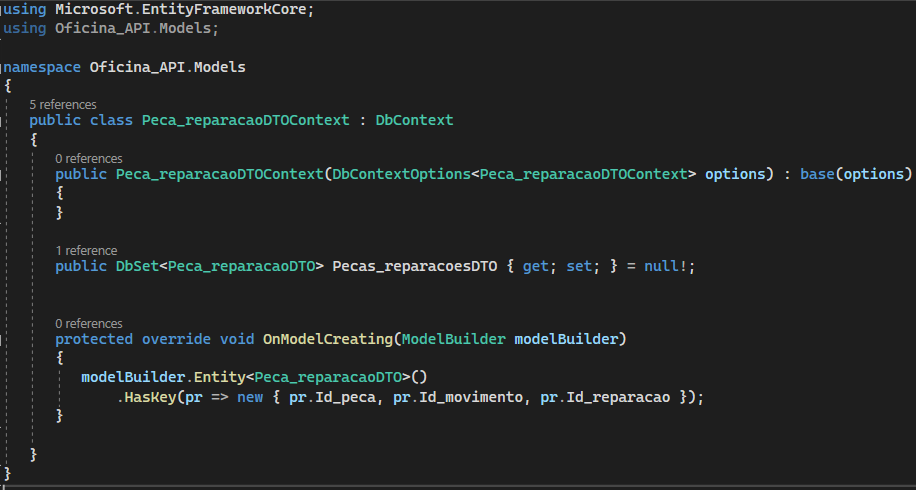 using Microsoft.EntityFrameworkCore;
using Oficina_API.Models;
namespace Oficina_API.Models
{
5 references
public class Peca_reparacaoDTOContext : DbContext
{
0 references
public Peca_reparacaoDTOContext(DbContextOptions<Peca_reparacaoDTOContext> options) : base(options)
{
}
1 reference
public DbSet<Peca_reparacaoDTO> Pecas_reparacoesDTO { get; set; } = null!;
0 references
protected override void OnModelCreating(ModelBuilder modelBuilder)
{
modelBuilder.Entity<Peca_reparacaoDTO>()
.HasKey(pr => new { pr.Id_peca, pr.Id_movimento, pr.Id_reparacao });
}
}
}